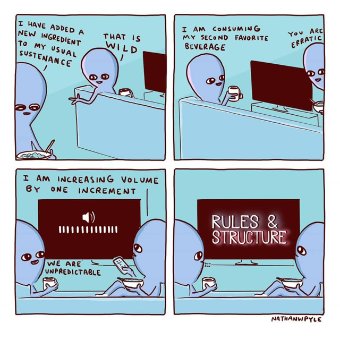 I HAVE ADDED A
NEW INGREDIENT
TO MY USUAL
SUSTENANCE
THAT IS
WILD
I AM CONSUMING
MY SECOND FAVORITE
BEVERAGE
YOU ARE
ERRATIC
I AM INCREASING VOLUME
BY ONE INCREMENT
WE ARE
UNPREDICTABLE
RULES &
STRUCTURE
NATHANWPYLE